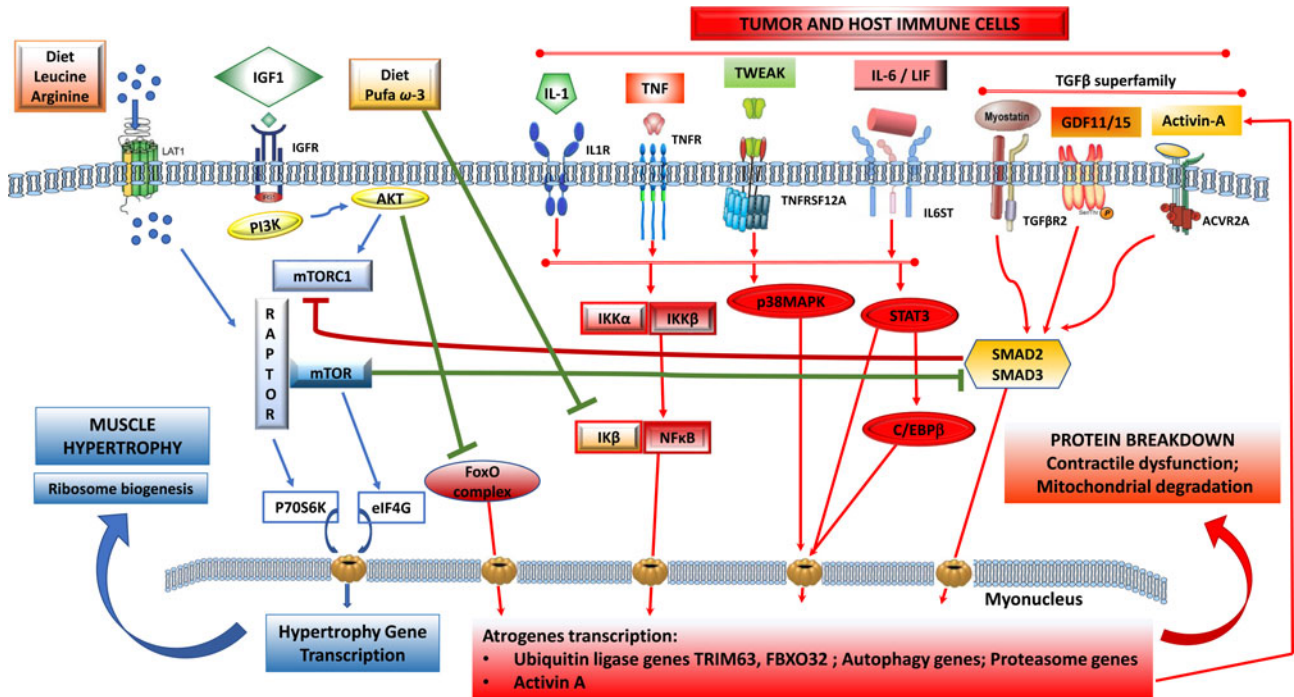 TUMOR AND HOST IMMUNE CELLS
Diet
Leucine
Arginine
IGF1
Diet
Pufa ω-3
IL-1
TNF
TWEAK
IL-6 / LIF
TGFβ superfamily
Myostatin
GDF11/15
Activin-A
LAT1
IGFR
IL1R
TNFR
TNFRSF12A
IL6ST
TGFβR2
P
ACVR2A
PI3K
AKT
mTORC1
IKKα
IKKβ
p38MAPK
STAT3
R
A
P
T
O
R
mTOR
SMAD2
SMAD3
MUSCLE
HYPERTROPHY
Ribosome biogenesis
IKβ
NFκB
C/EBPβ
PROTEIN BREAKDOWN
Contractile dysfunction;
Mitochondrial degradation
FoxO
complex
P70S6K
eIF4G
Myonucleus
Hypertrophy Gene
Transcription
Atrogenes transcription:
• Ubiquitin ligase genes TRIM63, FBXO32 ; Autophagy genes; Proteasome genes
• Activin A